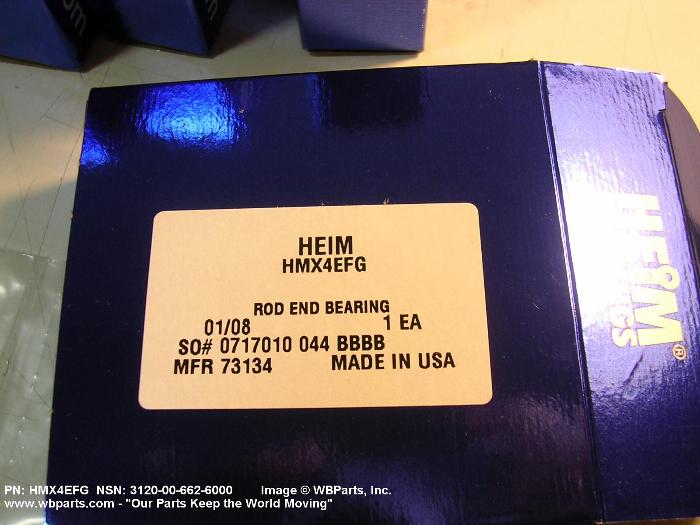 om
om
HEIM
HMX4EFG
ROD END BEARING
01/08 1 EA
SO# 0717010 044 BBBB
MFR 73134 MADE IN USA
HEIM®
PN: HMX4EFG NSN: 3120-00-662-6000 Image © WBParts, Inc.
www.wbparts.com - "Our Parts Keep the World Moving"